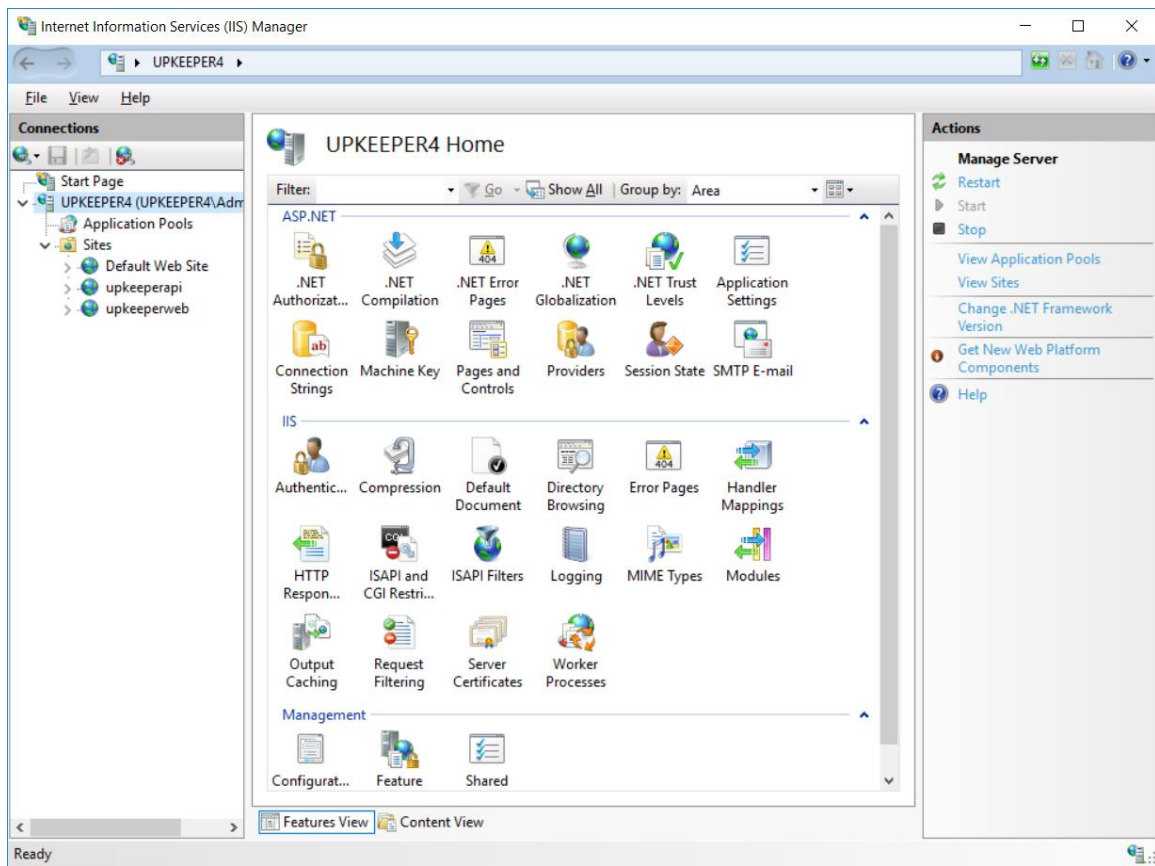 Internet Information Services (IIS) Manager
UPKEEPER4
File View Help
Connections
Start Page
UPKEEPER4 (UPKEEPER4\Adm
Application Pools
Sites
Default Web Site
upkeeperapi
upkeeperweb
UPKEEPER4 Home
Filter: Go Show All Group by: Area
ASP.NET
.NET Authorizat...
.NET Compilation
.NET Error Pages
404
.NET Globalization
.NET Trust Levels
Application Settings
ab
Connection Strings
Machine Key
Pages and Controls
Providers
Session State
SMTP E-mail
IIS
Authentic...
Compression
Default Document
Directory Browsing
404
Error Pages
Handler Mappings
HTTP Respon...
ISAPI and CGI Restri...
ISAPI Filters
Logging
MIME Types
Modules
Output Caching
Request Filtering
Server Certificates
Worker Processes
Management
Configurat...
Feature
Shared
Features View Content View
Ready
Actions
Manage Server
Restart
Start
Stop
View Application Pools
View Sites
Change .NET Framework
Version
Get New Web Platform
Components
Help